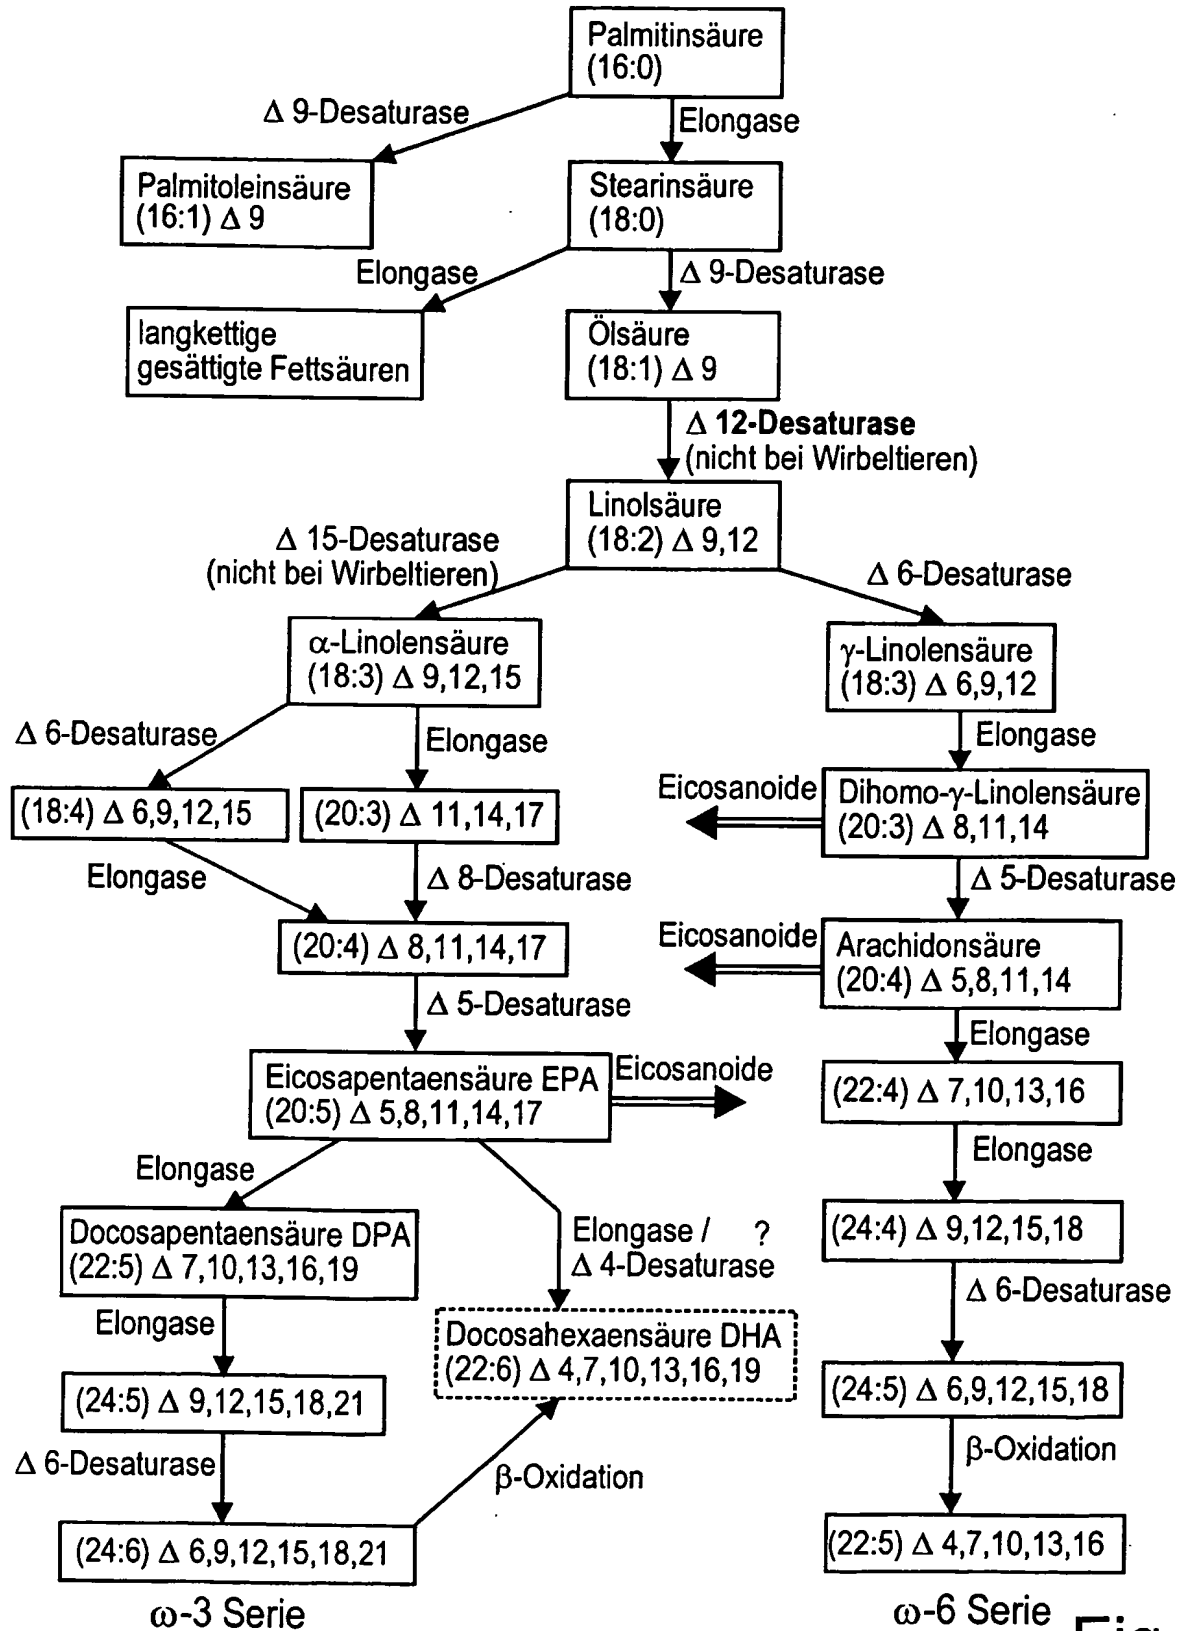 Palmitinsäure
(16:0)
Δ 9-Desaturase
Elongase
Palmitoleinsäure
(16:1) Δ 9
Stearinsäure
(18:0)
Elongase
Δ 9-Desaturase
langkettige
gesättigte Fettsäuren
Ölsäure
(18:1) Δ 9
Δ 12-Desaturase
(nicht bei Wirbeltieren)
Linolsäure
(18:2) Δ 9,12
Δ 15-Desaturase
(nicht bei Wirbeltieren)
Δ 6-Desaturase
α-Linolensäure
(18:3) Δ 9,12,15
γ-Linolensäure
(18:3) Δ 6,9,12
Δ 6-Desaturase
Elongase
Elongase
(18:4) Δ 6,9,12,15
(20:3) Δ 11,14,17
Eicosanoide
Dihomo-γ-Linolensäure
(20:3) Δ 8,11,14
Elongase
Δ 8-Desaturase
Δ 5-Desaturase
(20:4) Δ 8,11,14,17
Eicosanoide
Arachidonsäure
(20:4) Δ 5,8,11,14
Δ 5-Desaturase
Elongase
Eicosapentaensäure EPA
(20:5) Δ 5,8,11,14,17
Eicosanoide
(22:4) Δ 7,10,13,16
Elongase
Elongase
Docosapentaensäure DPA
(22:5) Δ 7,10,13,16,19
Elongase / ?
Δ 4-Desaturase
(24:4) Δ 9,12,15,18
Elongase
Δ 6-Desaturase
Docosahexaensäure DHA
(22:6) Δ 4,7,10,13,16,19
(24:5) Δ 9,12,15,18,21
(24:5) Δ 6,9,12,15,18
Δ 6-Desaturase
β-Oxidation
β-Oxidation
(24:6) Δ 6,9,12,15,18,21
(22:5) Δ 4,7,10,13,16
ω-3 Serie
ω-6 Serie